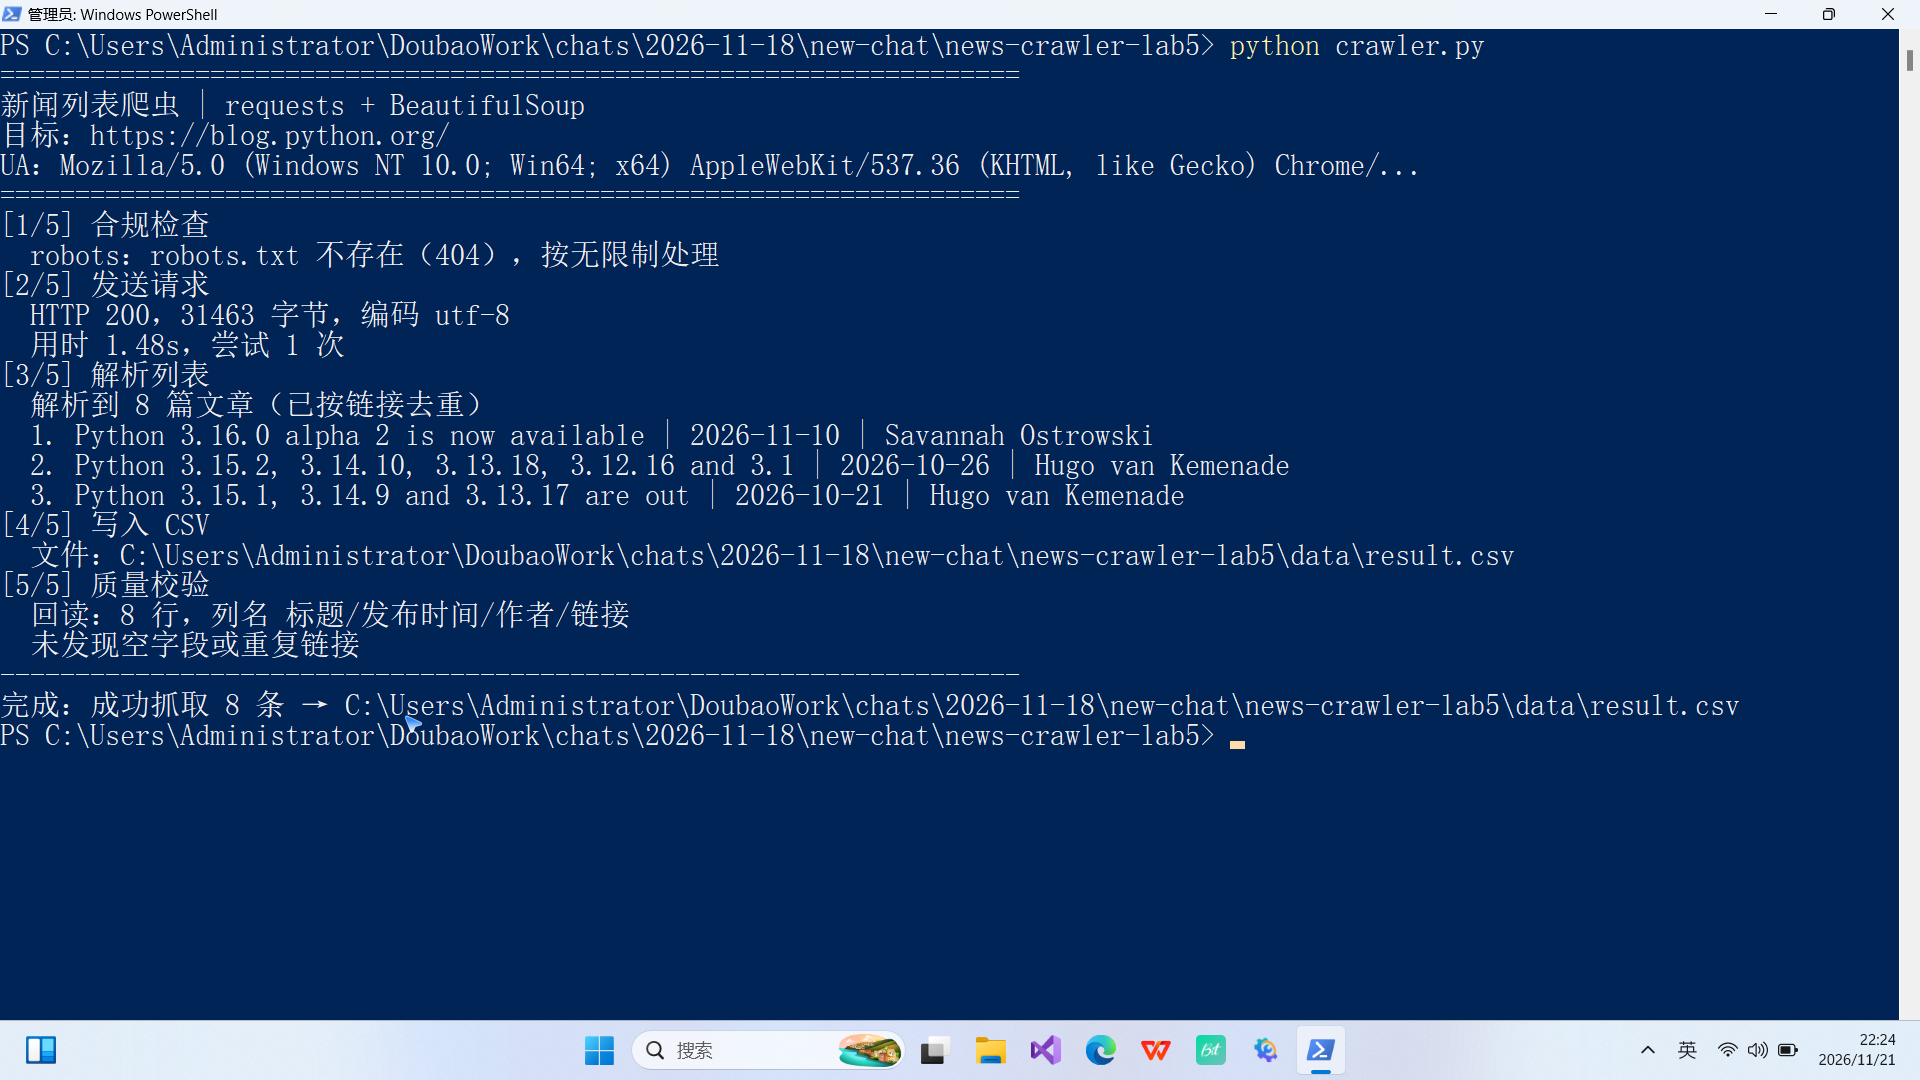 管理员: Windows PowerShell
PS C:\Users\Administrator\DoubaoWork\chats\2026-11-18\new-chat\news-crawler-lab5> python crawler.py
====================================================================
新闻列表爬虫 | requests + BeautifulSoup
目标: https://blog.python.org/
UA: Mozilla/5.0 (Windows NT 10.0; Win64; x64) AppleWebKit/537.36 (KHTML, like Gecko) Chrome/...
====================================================================
[1/5] 合规检查
  robots: robots.txt 不存在（404），按无限制处理
[2/5] 发送请求
  HTTP 200，31463 字节，编码 utf-8
  用时 1.48s，尝试 1 次
[3/5] 解析列表
  解析到 8 篇文章（已按链接去重）
  1. Python 3.16.0 alpha 2 is now available | 2026-11-10 | Savannah Ostrowski
  2. Python 3.15.2, 3.14.10, 3.13.18, 3.12.16 and 3.1 | 2026-10-26 | Hugo van Kemenade
  3. Python 3.15.1, 3.14.9 and 3.13.17 are out | 2026-10-21 | Hugo van Kemenade
[4/5] 写入 CSV
  文件: C:\Users\Administrator\DoubaoWork\chats\2026-11-18\new-chat\news-crawler-lab5\data\result.csv
[5/5] 质量校验
  回读: 8 行，列名 标题/发布时间/作者/链接
  未发现空字段或重复链接
--------------------------------------------------------------------
完成: 成功抓取 8 条 → C:\Users\Administrator\DoubaoWork\chats\2026-11-18\new-chat\news-crawler-lab5\data\result.csv
PS C:\Users\Administrator\DoubaoWork\chats\2026-11-18\new-chat\news-crawler-lab5>
搜索
Bit
英
22:24
2026/11/21